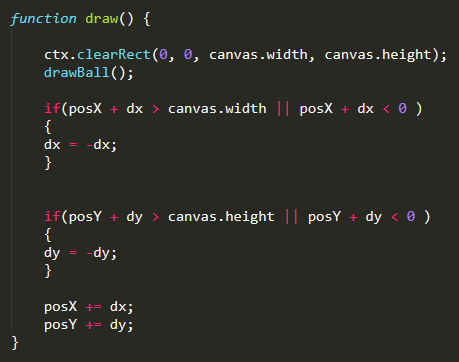 function draw() {
ctx.clearRect(0, 0, canvas.width, canvas.height);
drawBall();
if(posX + dx > canvas.width || posX + dx < 0 )
{
dx = -dx;
}
if(posY + dy > canvas.height || posY + dy < 0 )
{
dy = -dy;
}
posX += dx;
posY += dy;
}